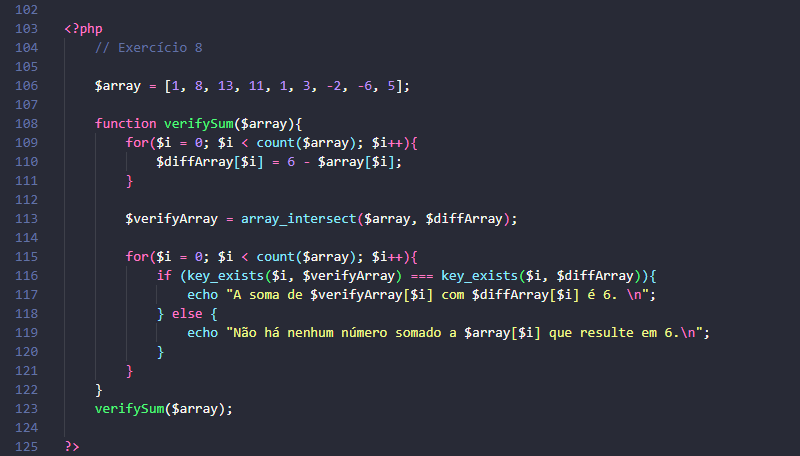 102
103 <?php
104 // Exercício 8
105
106 $array = [1, 8, 13, 11, 1, 3, -2, -6, 5];
107
108 function verifySum($array){
109 for($i = 0; $i < count($array); $i++){
110 $diffArray[$i] = 6 - $array[$i];
111 }
112
113 $verifyArray = array_intersect($array, $diffArray);
114
115 for($i = 0; $i < count($array); $i++){
116 if (key_exists($i, $verifyArray) === key_exists($i, $diffArray)){
117 echo "A soma de $verifyArray[$i] com $diffArray[$i] é 6. \n";
118 } else {
119 echo "Não há nenhum número somado a $array[$i] que resulte em 6.\n";
120 }
121 }
122 }
123 verifySum($array);
124
125 ?>